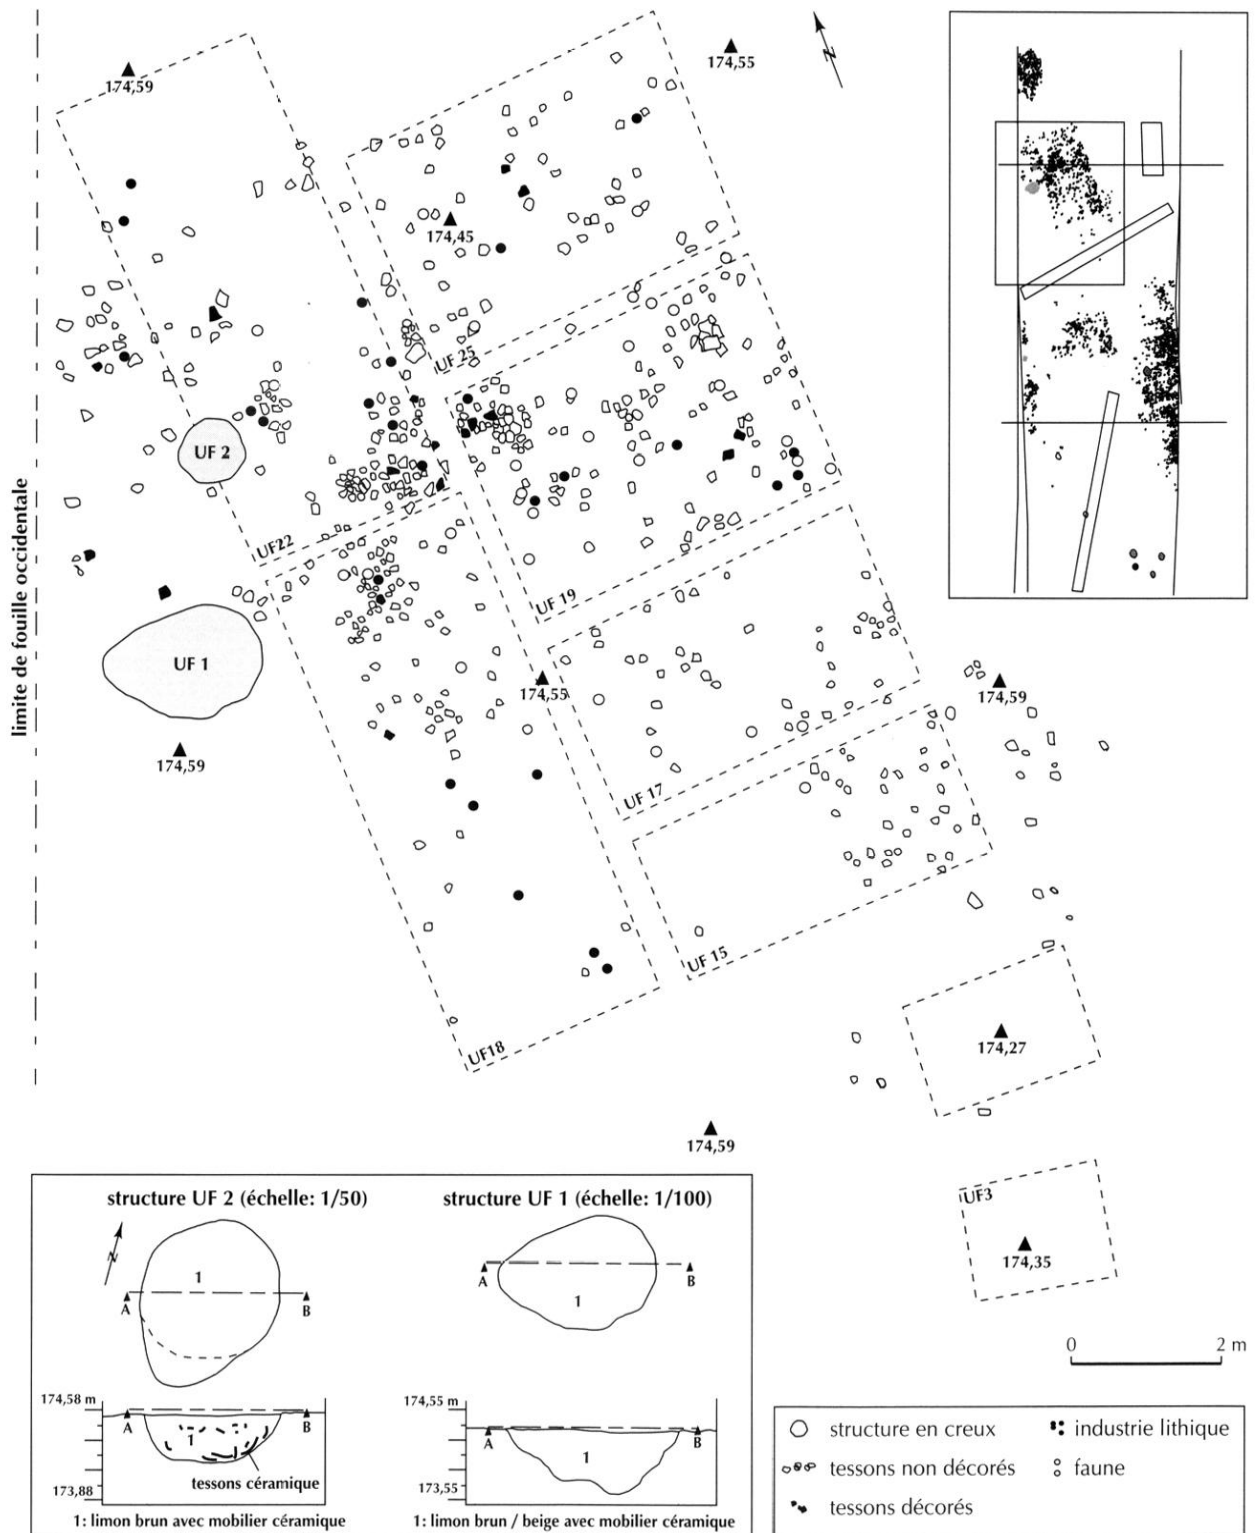 174,59
174,55
N
174,45
UF 25
UF 2
UF22
UF 19
limite de fouille occidentale
UF 1
174,55
174,59
174,59
UF 17
UF 15
UF18
174,27
174,59
UF3
174,35
0 2 m
structure UF 2 (échelle: 1/50)
N
1
A B
174,58 m
A B
1
tessons céramique
173,88
1: limon brun avec mobilier céramique
structure UF 1 (échelle: 1/100)
A B
1
174,55 m
A B
1
173,55
1: limon brun / beige avec mobilier céramique
structure en creux
industrie lithique
tessons non décorés
faune
tessons décorés